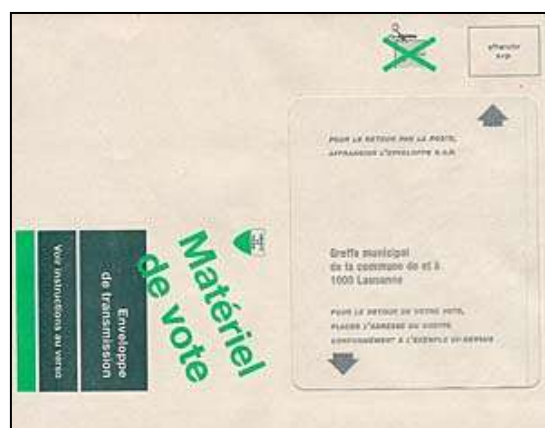 affranchir
s.v.p.
POUR LE RETOUR PAR LA POSTE,
AFFRANCHIR L'ENVELOPPE S.V.P.
Greffe municipal
de la commune de et à
1000 Lausanne
POUR LE RETOUR DE VOTRE VOTE,
PLACER L'ADRESSE DU GREFFE
CONFORMÉMENT À L'EXEMPLE CI-DESSUS
Matériel
de vote
Enveloppe
de transmission
Voir instructions au verso